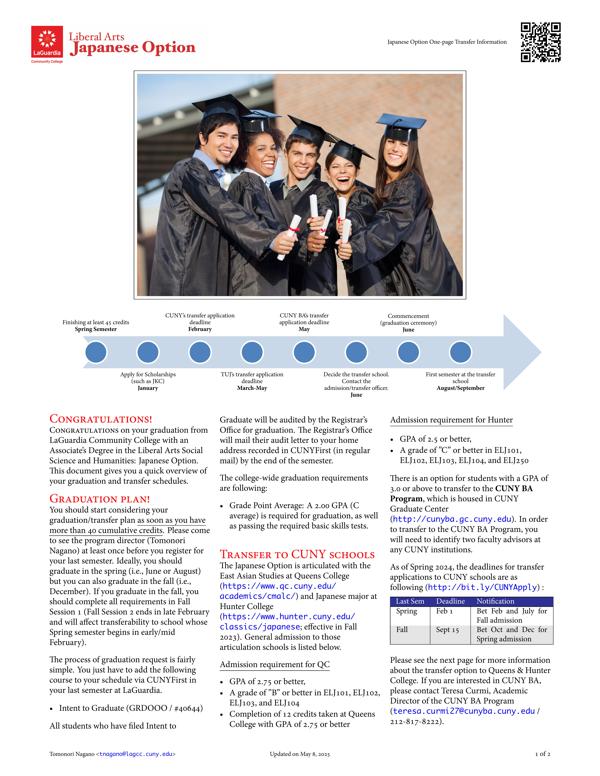 LaGuardia
Community College
Liberal Arts
Japanese Option
Japanese Option One-page Transfer Information
Finishing at least 45 credits
Spring Semester
CUNY's transfer application
deadline
February
CUNY BA's transfer
application deadline
May
Commencement
(graduation ceremony)
June
Apply for Scholarships
(such as JKC)
January
TUJ's transfer application
deadline
March-May
Decide the transfer school.
Contact the
admission/transfer officer.
June
First semester at the transfer
school
August/September
Congratulations!
Congratulations on your graduation from
LaGuardia Community College with an
Associate's Degree in the Liberal Arts Social
Science and Humanities: Japanese Option.
This document gives you a quick overview of
your graduation and transfer schedules.
Graduation plan!
You should start considering your
graduation/transfer plan as soon as you have
more than 40 cumulative credits. Please come
to see the program director (Tomonori
Nagano) at least once before you register for
your last semester. Ideally, you should
graduate in the spring (i.e., June or August)
but you can also graduate in the fall (i.e.,
December). If you graduate in the fall, you
should complete all requirements in Fall
Session 1 (Fall Session 2 ends in late February
and will affect transferability to school whose
Spring semester begins in early/mid
February).
The process of graduation request is fairly
simple. You just have to add the following
course to your schedule via CUNYFirst in
your last semester at LaGuardia.
• Intent to Graduate (GRDOOO / #40644)
All students who have filed Intent to
Graduate will be audited by the Registrar's
Office for graduation. The Registrar's Office
will mail their audit letter to your home
address recorded in CUNYFirst (in regular
mail) by the end of the semester.
The college-wide graduation requirements
are following:
• Grade Point Average: A 2.00 GPA (C
average) is required for graduation, as well
as passing the required basic skills tests.
Transfer to CUNY schools
The Japanese Option is articulated with the
East Asian Studies at Queens College
(https://www.qc.cuny.edu/
academics/cmalc/) and Japanese major at
Hunter College
(https://www.hunter.cuny.edu/
classics/japanese; effective in Fall
2023). General admission to those
articulation schools is listed below.
Admission requirement for QC
• GPA of 2.75 or better,
• A grade of "B" or better in ELJ101, ELJ102,
ELJ103, and ELJ104
• Completion of 12 credits taken at Queens
College with GPA of 2.75 or better
Admission requirement for Hunter
• GPA of 2.5 or better,
• A grade of "C" or better in ELJ101,
ELJ102, ELJ103, ELJ104, and ELJ250
There is an option for students with a GPA of
3.0 or above to transfer to the CUNY BA
Program, which is housed in CUNY
Graduate Center
(http://cunyba.gc.cuny.edu). In order
to transfer to the CUNY BA Program, you
will need to identify two faculty advisors at
any CUNY institutions.
As of Spring 2024, the deadlines for transfer
applications to CUNY schools are as
following (http://bit.ly/CUNYApply):
Last Sem Deadline Notification
Spring Feb 1 Bet Feb and July for
Fall admission
Fall Sept 15 Bet Oct and Dec for
Spring admission
Please see the next page for more information
about the transfer option to Queens & Hunter
College. If you are interested in CUNY BA,
please contact Teresa Curmi, Academic
Director of the CUNY BA Program
(teresa.curmi27@cunyba.cuny.edu /
212-817-8222).
Tomonori Nagano <tnagano@lagcc.cuny.edu>
Updated on May 8, 2025
1 of 2